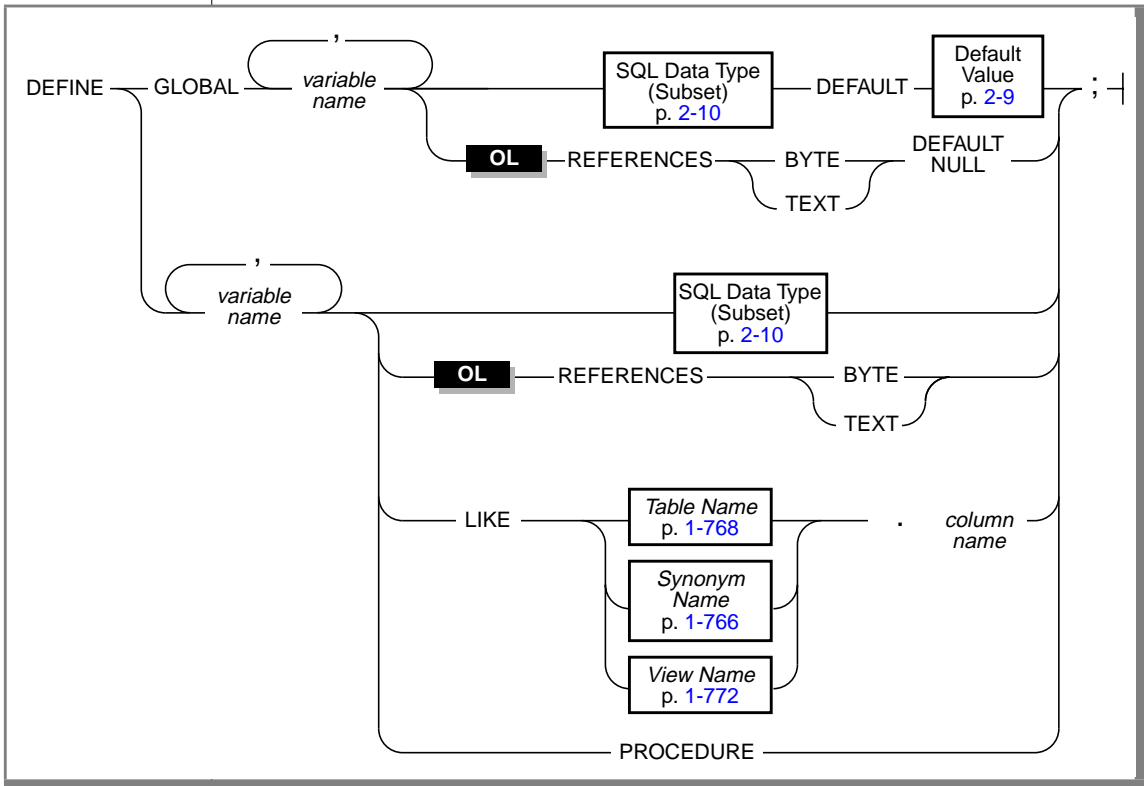 ,
DEFINE GLOBAL variable
name
SQL Data Type
(Subset)
p. 2-10
DEFAULT
Default
Value
p. 2-9
;
OL REFERENCES BYTE
TEXT
DEFAULT
NULL
,
variable
name
SQL Data Type
(Subset)
p. 2-10
OL REFERENCES BYTE
TEXT
LIKE
Table Name
p. 1-768
.
column
name
Synonym
Name
p. 1-766
View Name
p. 1-772
PROCEDURE